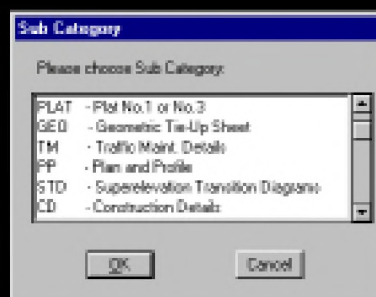 Sub Category
Please choose Sub Category:
PLAT - Plat No.1 or No.3
GEO - Geometric Tie-Up Sheet
TM - Traffic Maint. Details
PP - Plan and Profile
STD - Superelevation Transition Diagrams
CD - Construction Details
OK Cancel